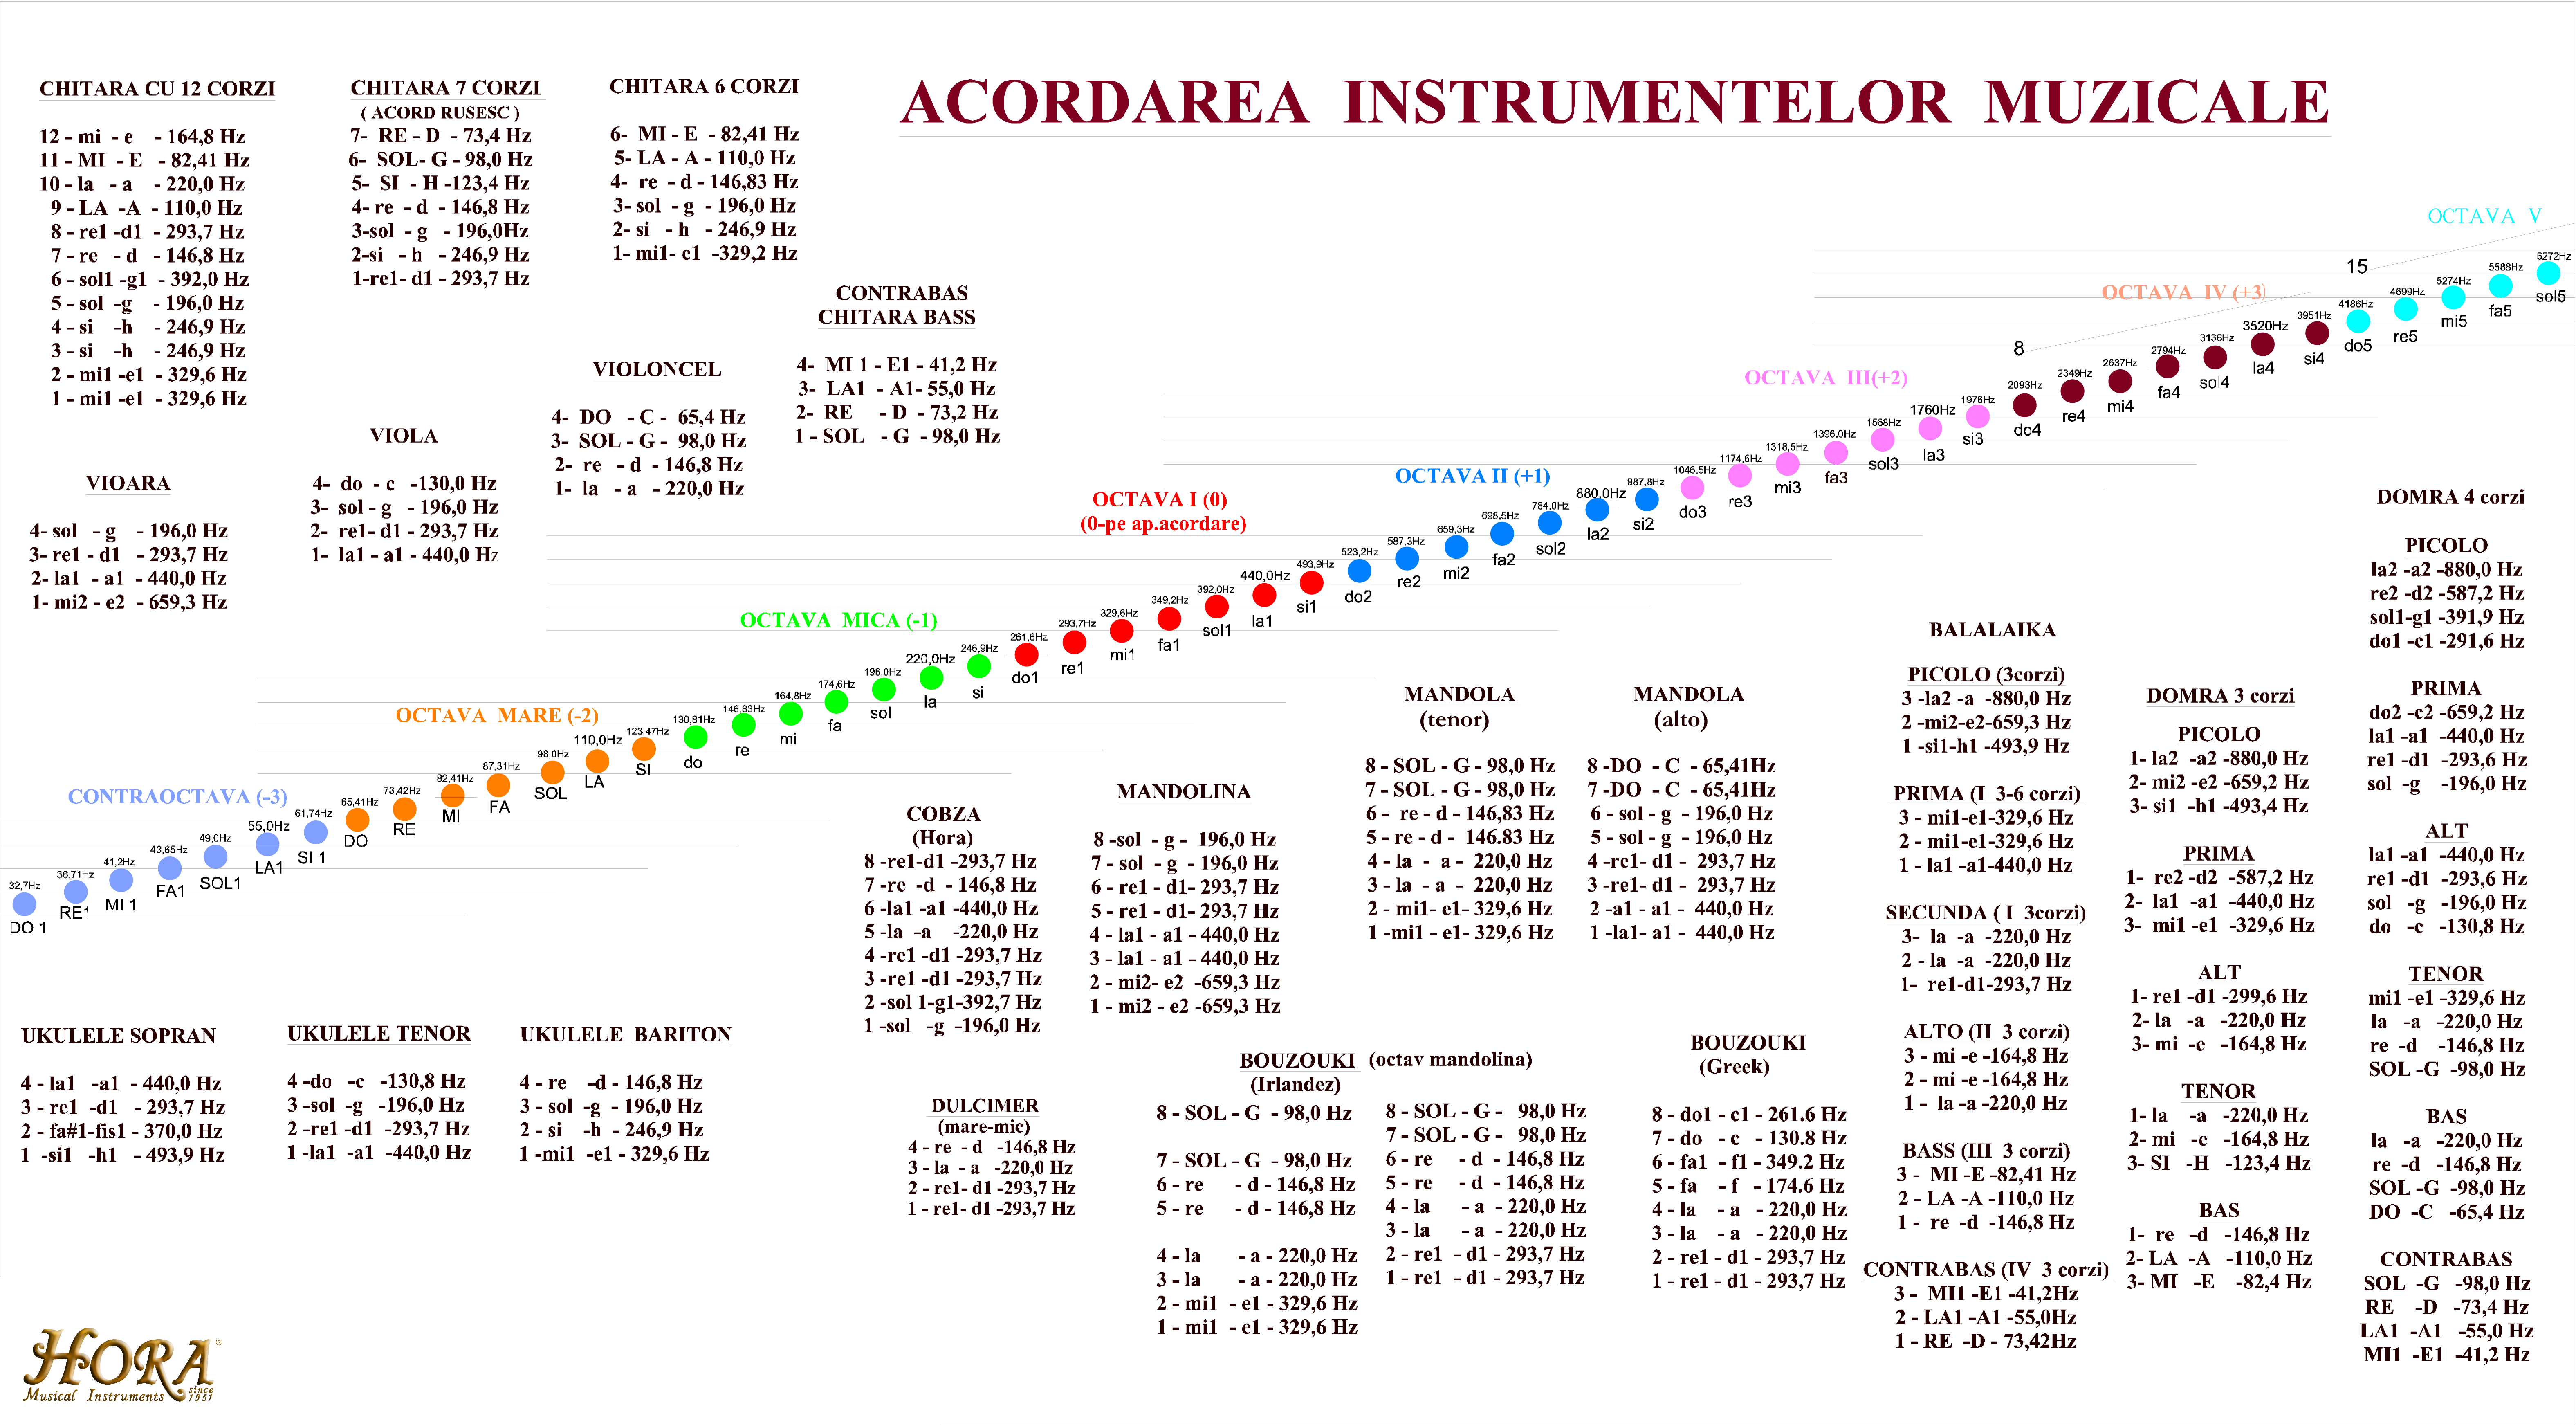 ACORDAREA INSTRUMENTELOR MUZICALE
CHITARA CU 12 CORZI
12 - mi - e - 164,8 Hz
11 - MI - E - 82,41 Hz
10 - la - a - 220,0 Hz
9 - LA -A - 110,0 Hz
8 - re1 -d1 - 293,7 Hz
7 - re - d - 146,8 Hz
6 - sol1 -g1 - 392,0 Hz
5 - sol -g - 196,0 Hz
4 - si -h - 246,9 Hz
3 - si -h - 246,9 Hz
2 - mi1 -e1 - 329,6 Hz
1 - mi1 -e1 - 329,6 Hz
CHITARA 7 CORZI
( ACORD RUSESC )
7- RE - D - 73,4 Hz
6- SOL- G - 98,0 Hz
5- SI - H -123,4 Hz
4- re - d - 146,8 Hz
3-sol - g - 196,0Hz
2-si - h - 246,9 Hz
1-re1- d1 - 293,7 Hz
CHITARA 6 CORZI
6- MI - E - 82,41 Hz
5- LA - A - 110,0 Hz
4- re - d - 146,83 Hz
3- sol - g - 196,0 Hz
2- si - h - 246,9 Hz
1- mi1- e1 -329,2 Hz
CONTRABAS
CHITARA BASS
4- MI 1 - E1 - 41,2 Hz
3- LA1 - A1- 55,0 Hz
2- RE - D - 73,2 Hz
1 - SOL - G - 98,0 Hz
VIOLONCEL
4- DO - C - 65,4 Hz
3- SOL - G - 98,0 Hz
2- re - d - 146,8 Hz
1- la - a - 220,0 Hz
VIOLA
4- do - c -130,0 Hz
3- sol - g - 196,0 Hz
2- re1- d1 - 293,7 Hz
1- la1 - a1 - 440,0 Hz
VIOARA
4- sol - g - 196,0 Hz
3- re1 - d1 - 293,7 Hz
2- la1 - a1 - 440,0 Hz
1- mi2 - e2 - 659,3 Hz
CONTRAOCTAVA (-3)
32,7Hz 36,71Hz 41,2Hz 43,65Hz 49,0Hz 55,0Hz 61,74Hz
DO 1 RE1 MI 1 FA1 SOL1 LA1 SI 1
OCTAVA MARE (-2)
65,41Hz 73,42Hz 82,41Hz 87,31Hz 98,0Hz 110,0Hz 123,47Hz
DO RE MI FA SOL LA SI
OCTAVA MICA (-1)
130,81Hz 146,83Hz 164,8Hz 174,6Hz 196,0Hz 220,0Hz 246,9Hz
do re mi fa sol la si
OCTAVA I (0)
(0-pe ap.acordare)
261,6Hz 293,7Hz 329,6Hz 349,2Hz 392,0Hz 440,0Hz 493,9Hz
do1 re1 mi1 fa1 sol1 la1 si1
OCTAVA II (+1)
523,2Hz 587,3Hz 659,3Hz 698,5Hz 784,0Hz 880,0Hz 987,8Hz
do2 re2 mi2 fa2 sol2 la2 si2
OCTAVA III(+2)
1046,5Hz 1174,6Hz 1318,5Hz 1396,0Hz 1568Hz 1760Hz 1976Hz
do3 re3 mi3 fa3 sol3 la3 si3
OCTAVA IV (+3)
8
2093Hz 2349Hz 2637Hz 2794Hz 3136Hz 3520Hz 3951Hz
do4 re4 mi4 fa4 sol4 la4 si4
OCTAVA V
15
4186Hz 4699Hz 5274Hz 5588Hz 6272Hz
do5 re5 mi5 fa5 sol5
UKULELE SOPRAN
4 - la1 -a1 - 440,0 Hz
3 - re1 -d1 - 293,7 Hz
2 - fa#1-fis1 - 370,0 Hz
1 -si1 -h1 - 493,9 Hz
UKULELE TENOR
4 -do -c -130,8 Hz
3 -sol -g -196,0 Hz
2 -re1 -d1 -293,7 Hz
1 -la1 -a1 -440,0 Hz
UKULELE BARITON
4 - re -d - 146,8 Hz
3 - sol -g - 196,0 Hz
2 - si -h - 246,9 Hz
1 -mi1 -e1 - 329,6 Hz
COBZA
(Hora)
8 -re1-d1 -293,7 Hz
7 -re -d - 146,8 Hz
6 -la1 -a1 -440,0 Hz
5 -la -a -220,0 Hz
4 -re1 -d1 -293,7 Hz
3 -re1 -d1 -293,7 Hz
2 -sol 1-g1-392,7 Hz
1 -sol -g -196,0 Hz
DULCIMER
(mare-mic)
4 - re - d -146,8 Hz
3 - la - a -220,0 Hz
2 - re1- d1 -293,7 Hz
1 - re1- d1 -293,7 Hz
MANDOLINA
8 -sol - g - 196,0 Hz
7 - sol - g - 196,0 Hz
6 - re1 - d1- 293,7 Hz
5 - re1 - d1- 293,7 Hz
4 - la1 - a1 - 440,0 Hz
3 - la1 - a1 - 440,0 Hz
2 - mi2- e2 -659,3 Hz
1 - mi2 - e2 -659,3 Hz
BOUZOUKI (octav mandolina)
(Irlandez)
8 - SOL - G - 98,0 Hz
7 - SOL - G - 98,0 Hz
6 - re - d - 146,8 Hz
5 - re - d - 146,8 Hz
4 - la - a - 220,0 Hz
3 - la - a - 220,0 Hz
2 - mi1 - e1 - 329,6 Hz
1 - mi1 - e1 - 329,6 Hz
8 - SOL - G - 98,0 Hz
7 - SOL - G - 98,0 Hz
6 - re - d - 146,8 Hz
5 - re - d - 146,8 Hz
4 - la - a - 220,0 Hz
3 - la - a - 220,0 Hz
2 - re1 - d1 - 293,7 Hz
1 - re1 - d1 - 293,7 Hz
MANDOLA
(tenor)
8 - SOL - G - 98,0 Hz
7 - SOL - G - 98,0 Hz
6 - re - d - 146,83 Hz
5 - re - d - 146.83 Hz
4 - la - a - 220,0 Hz
3 - la - a - 220,0 Hz
2 - mi1- e1- 329,6 Hz
1 -mi1 - e1- 329,6 Hz
MANDOLA
(alto)
8 -DO - C - 65,41Hz
7 -DO - C - 65,41Hz
6 - sol - g - 196,0 Hz
5 - sol - g - 196,0 Hz
4 -re1- d1 - 293,7 Hz
3 -re1- d1 - 293,7 Hz
2 -a1 - a1 - 440,0 Hz
1 -la1- a1 - 440,0 Hz
BOUZOUKI
(Greek)
8 - do1 - c1 - 261.6 Hz
7 - do - c - 130.8 Hz
6 - fa1 - f1 - 349.2 Hz
5 - fa - f - 174.6 Hz
4 - la - a - 220,0 Hz
3 - la - a - 220,0 Hz
2 - re1 - d1 - 293,7 Hz
1 - re1 - d1 - 293,7 Hz
BALALAIKA
PICOLO (3corzi)
3 -la2 -a -880,0 Hz
2 -mi2-e2-659,3 Hz
1 -si1-h1 -493,9 Hz
PRIMA (I 3-6 corzi)
3 - mi1-e1-329,6 Hz
2 - mi1-e1-329,6 Hz
1 - la1 -a1-440,0 Hz
SECUNDA ( I 3corzi)
3- la -a -220,0 Hz
2 - la -a -220,0 Hz
1- re1-d1-293,7 Hz
ALTO (II 3 corzi)
3 - mi -e -164,8 Hz
2 - mi -e -164,8 Hz
1 - la -a -220,0 Hz
BASS (III 3 corzi)
3 - MI -E -82,41 Hz
2 - LA -A -110,0 Hz
1 - re -d -146,8 Hz
CONTRABAS (IV 3 corzi)
3 - MI1 -E1 -41,2Hz
2 - LA1 -A1 -55,0Hz
1 - RE -D - 73,42Hz
DOMRA 3 corzi
PICOLO
1- la2 -a2 -880,0 Hz
2- mi2 -e2 -659,2 Hz
3- si1 -h1 -493,4 Hz
PRIMA
1- re2 -d2 -587,2 Hz
2- la1 -a1 -440,0 Hz
3- mi1 -e1 -329,6 Hz
ALT
1- re1 -d1 -299,6 Hz
2- la -a -220,0 Hz
3- mi -e -164,8 Hz
TENOR
1- la -a -220,0 Hz
2- mi -e -164,8 Hz
3- SI -H -123,4 Hz
BAS
1- re -d -146,8 Hz
2- LA -A -110,0 Hz
3- MI -E -82,4 Hz
DOMRA 4 corzi
PICOLO
la2 -a2 -880,0 Hz
re2 -d2 -587,2 Hz
sol1-g1 -391,9 Hz
do1 -c1 -291,6 Hz
PRIMA
do2 -c2 -659,2 Hz
la1 -a1 -440,0 Hz
re1 -d1 -293,6 Hz
sol -g -196,0 Hz
ALT
la1 -a1 -440,0 Hz
re1 -d1 -293,6 Hz
sol -g -196,0 Hz
do -c -130,8 Hz
TENOR
mi1 -e1 -329,6 Hz
la -a -220,0 Hz
re -d -146,8 Hz
SOL -G -98,0 Hz
BAS
la -a -220,0 Hz
re -d -146,8 Hz
SOL -G -98,0 Hz
DO -C -65,4 Hz
CONTRABAS
SOL -G -98,0 Hz
RE -D -73,4 Hz
LA1 -A1 -55,0 Hz
MI1 -E1 -41,2 Hz
HORA®
Musical Instruments since 1951